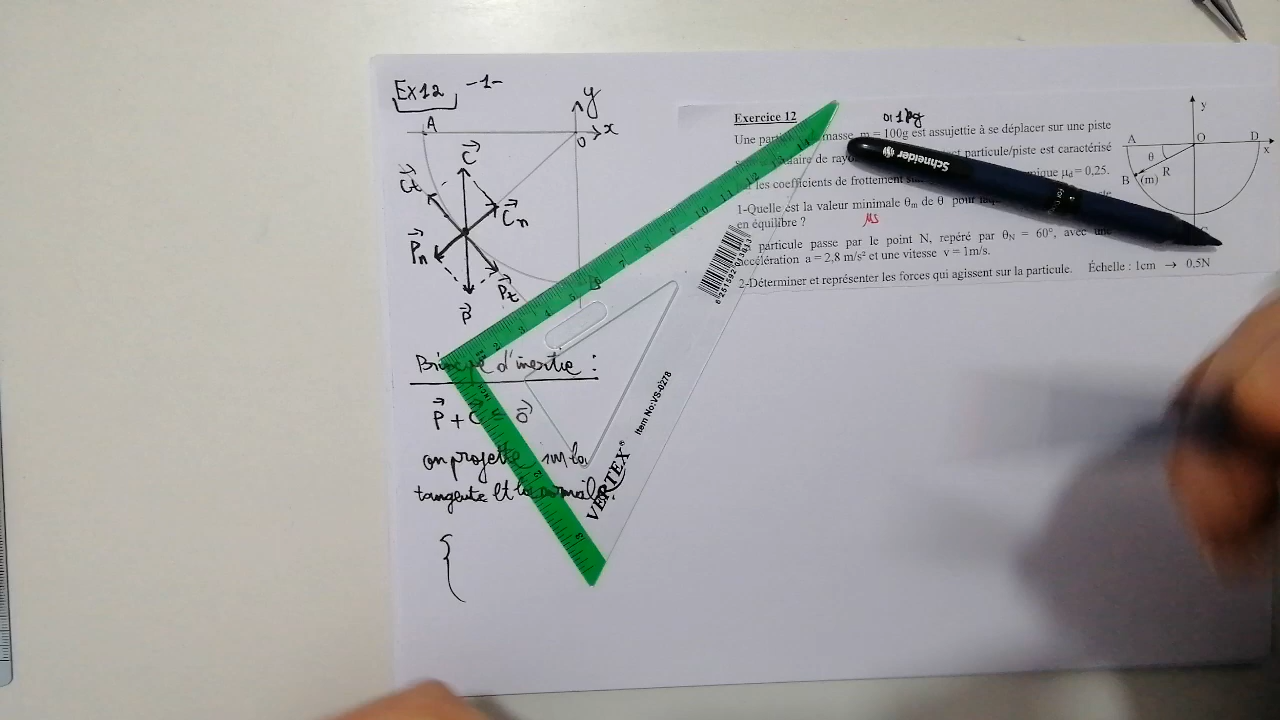 Ex12 -1-
y
A
O x
C
Ct
Cn
Pn
Pt
P
Principe d'inertie :
P + C 0
on projette sur la
tangente et la normale :
{
Exercice 12
0,1kg
Une masse m = 100g est assujettie à se déplacer sur une piste
de particule/piste est caractérisé
les coefficients de frottement μd = 0,25.
1-Quelle est la valeur minimale θm de θ pour
en équilibre ?
μs
particule passe par le point N, repéré par θN = 60°, avec une
accélération a = 2,8 m/s² et une vitesse v = 1m/s.
2-Déterminer et représenter les forces qui agissent sur la particule. Échelle : 1cm → 0,5N
y
A O D x
θ
R
B (m)
Schneider
VERTEX®
Item No:VS-0278